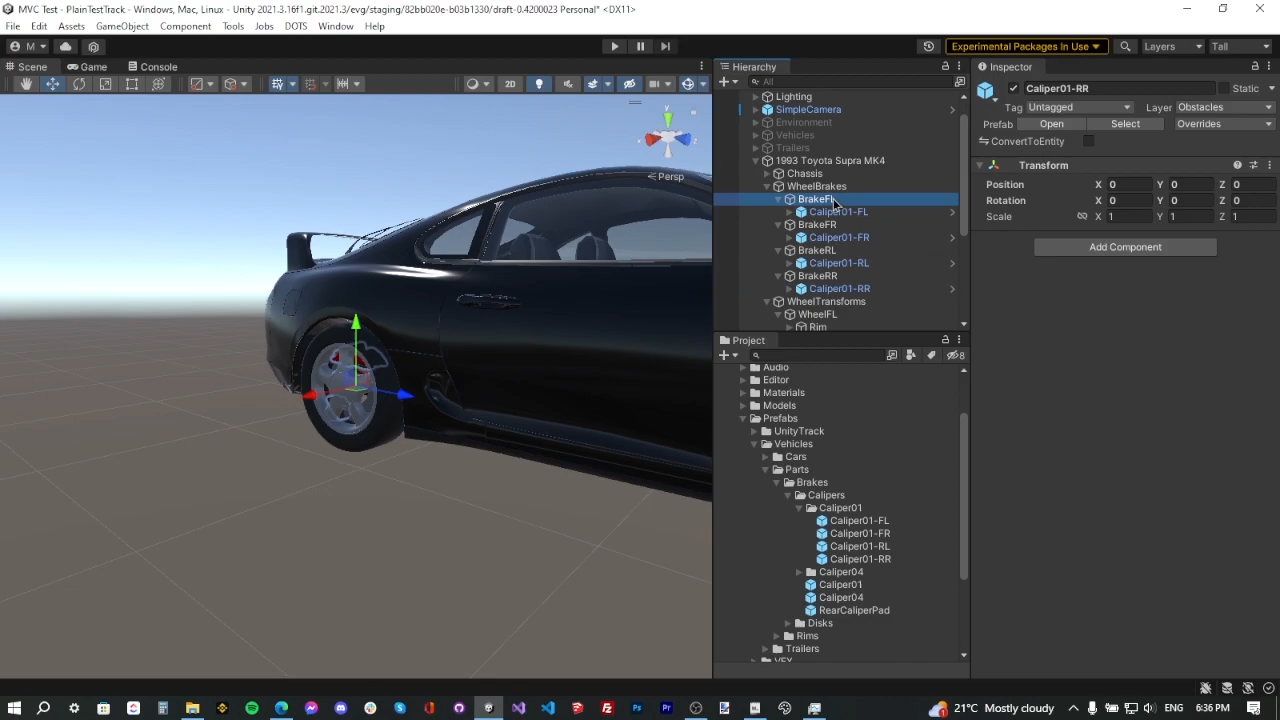 MVC Test - PlainTestTrack - Windows, Mac, Linux - Unity 2021.3.16f1.git.2021.3/evg/staging/82bb020e-b03b1330/draft-0.4200023 Personal* <DX11>
File Edit Assets GameObject Component Tools Jobs DOTS Window Help
M Experimental Packages In Use Layers Tall
Scene Game Console
2D
y
x
z
Persp
Hierarchy
All
Lighting
SimpleCamera
Environment
Vehicles
Trailers
1993 Toyota Supra MK4
Chassis
WheelBrakes
BrakeFL
Caliper01-FL
BrakeFR
Caliper01-FR
BrakeRL
Caliper01-RL
BrakeRR
Caliper01-RR
WheelTransforms
WheelFL
Rim
Project
8
Audio
Editor
Materials
Models
Prefabs
UnityTrack
Vehicles
Cars
Parts
Brakes
Calipers
Caliper01
Caliper01-FL
Caliper01-FR
Caliper01-RL
Caliper01-RR
Caliper04
Caliper01
Caliper04
RearCaliperPad
Disks
Rims
Trailers
VFX
Inspector
Caliper01-RR Static
Tag Untagged Layer Obstacles
Prefab Open Select Overrides
ConvertToEntity
Transform
Position X 0 Y 0 Z 0
Rotation X 0 Y 0 Z 0
Scale X 1 Y 1 Z 1
Add Component
21°C Mostly cloudy 6:36 PM